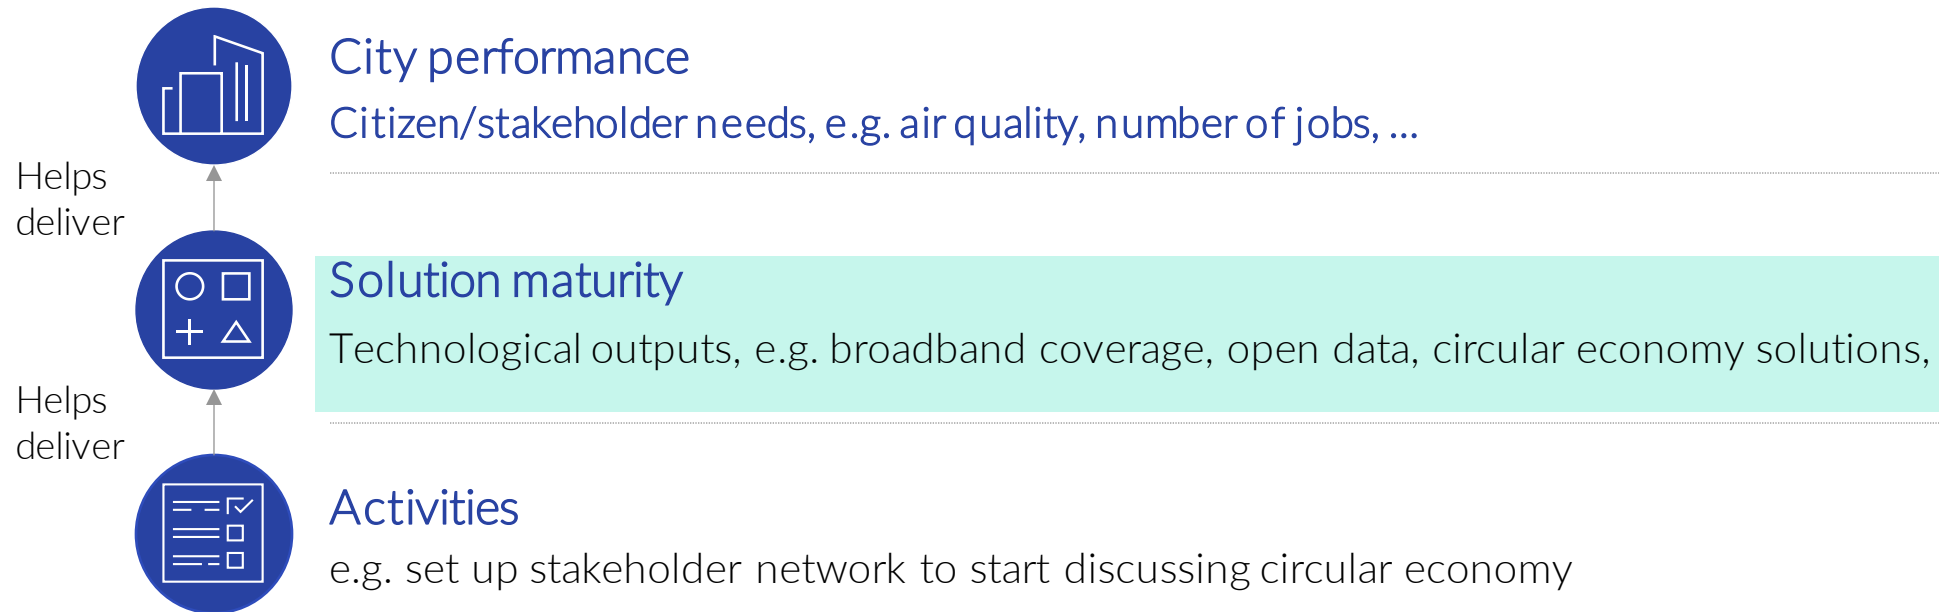 City performance
Citizen/stakeholder needs, e.g. air quality, number of jobs, ...
Helps
deliver
Solution maturity
Technological outputs, e.g. broadband coverage, open data, circular economy solutions,
Helps
deliver
Activities
e.g. set up stakeholder network to start discussing circular economy